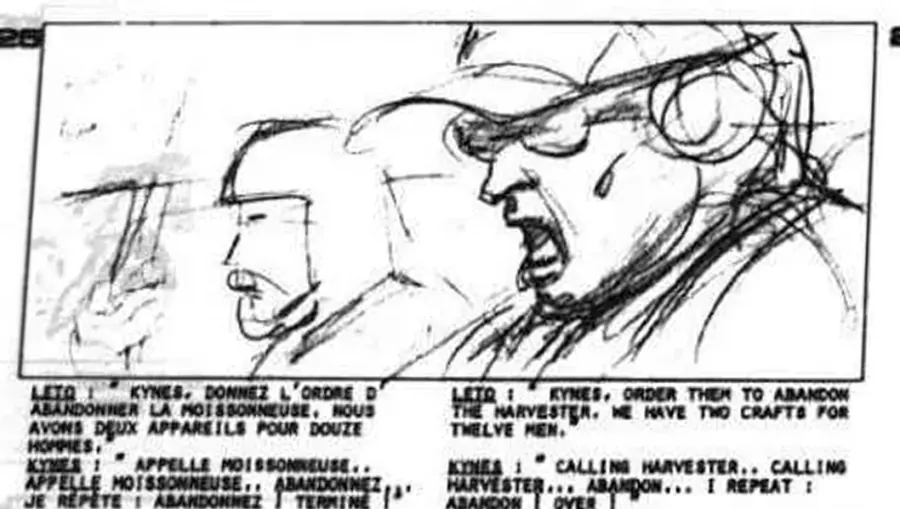 25
LETO : " KYNES, DONNEZ L'ORDRE D'
ABANDONNER LA MOISSONNEUSE, NOUS
AVONS DEUX APPAREILS POUR DOUZE
HOMMES."
KYNES : " APPELLE MOISSONNEUSE..
APPELLE MOISSONNEUSE.. ABANDONNEZ...
JE REPETE : ABANDONNEZ ! TERMINE !"
LETO : " KYNES, ORDER THEM TO ABANDON
THE HARVESTER. WE HAVE TWO CRAFTS FOR
TWELVE MEN."
KYNES : " CALLING HARVESTER.. CALLING
HARVESTER... ABANDON... I REPEAT :
ABANDON ! OVER !"